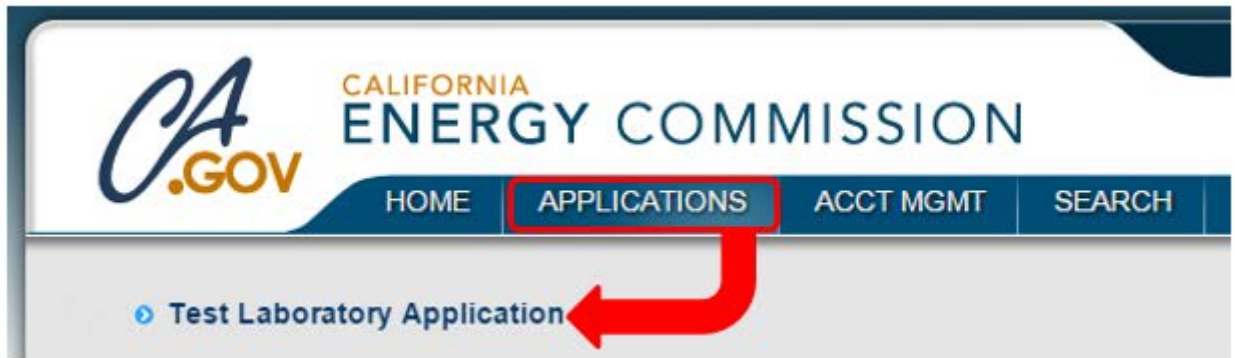 CA
.GOV
CALIFORNIA
ENERGY COMMISSION
HOME APPLICATIONS ACCT MGMT SEARCH
Test Laboratory Application